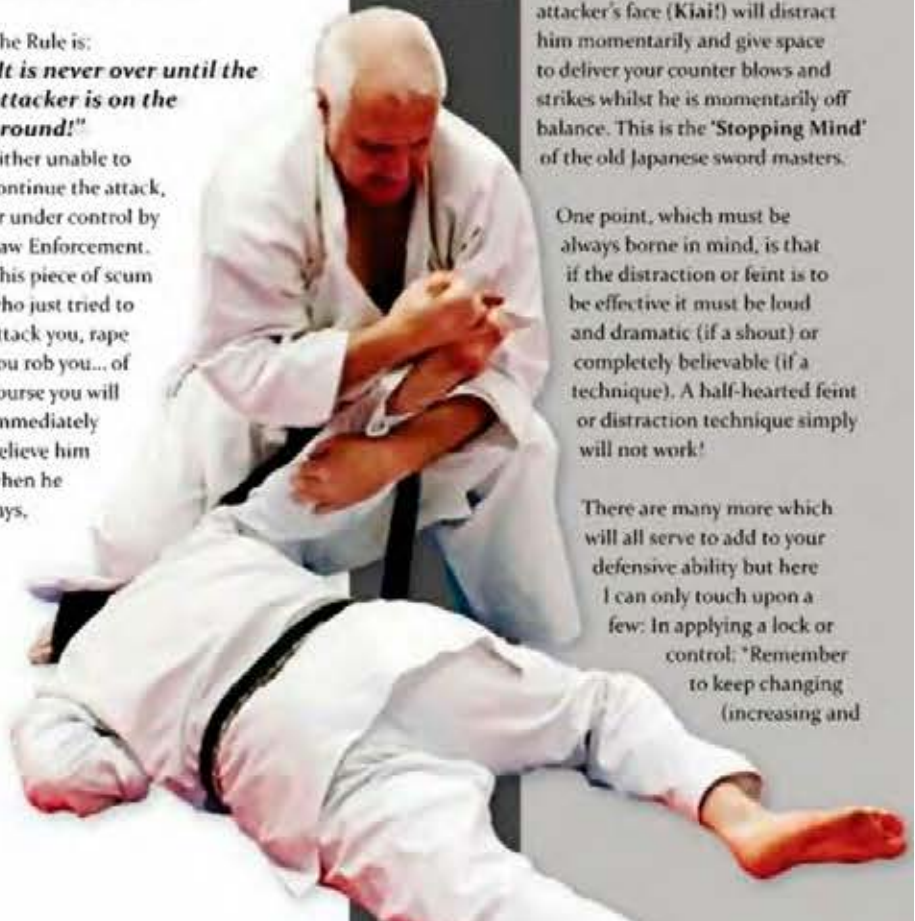 he Rule is:
It is never over until the
ttacker is on the
round!"
ither unable to
ontinue the attack,
r under control by
aw Enforcement.
his piece of scum
ho just tried to
ttack you, rape
ou rob you... of
ourse you will
mmediately
elieve him
hen he
ays,
attacker's face (Kiai!) will distract
him momentarily and give space
to deliver your counter blows and
strikes whilst he is momentarily off
balance. This is the 'Stopping Mind'
of the old Japanese sword masters.
One point, which must be
always borne in mind, is that
if the distraction or feint is to
be effective it must be loud
and dramatic (if a shout) or
completely believable (if a
technique). A half-hearted feint
or distraction technique simply
will not work!
There are many more which
will all serve to add to your
defensive ability but here
I can only touch upon a
few: In applying a lock or
control: "Remember
to keep changing
(increasing and